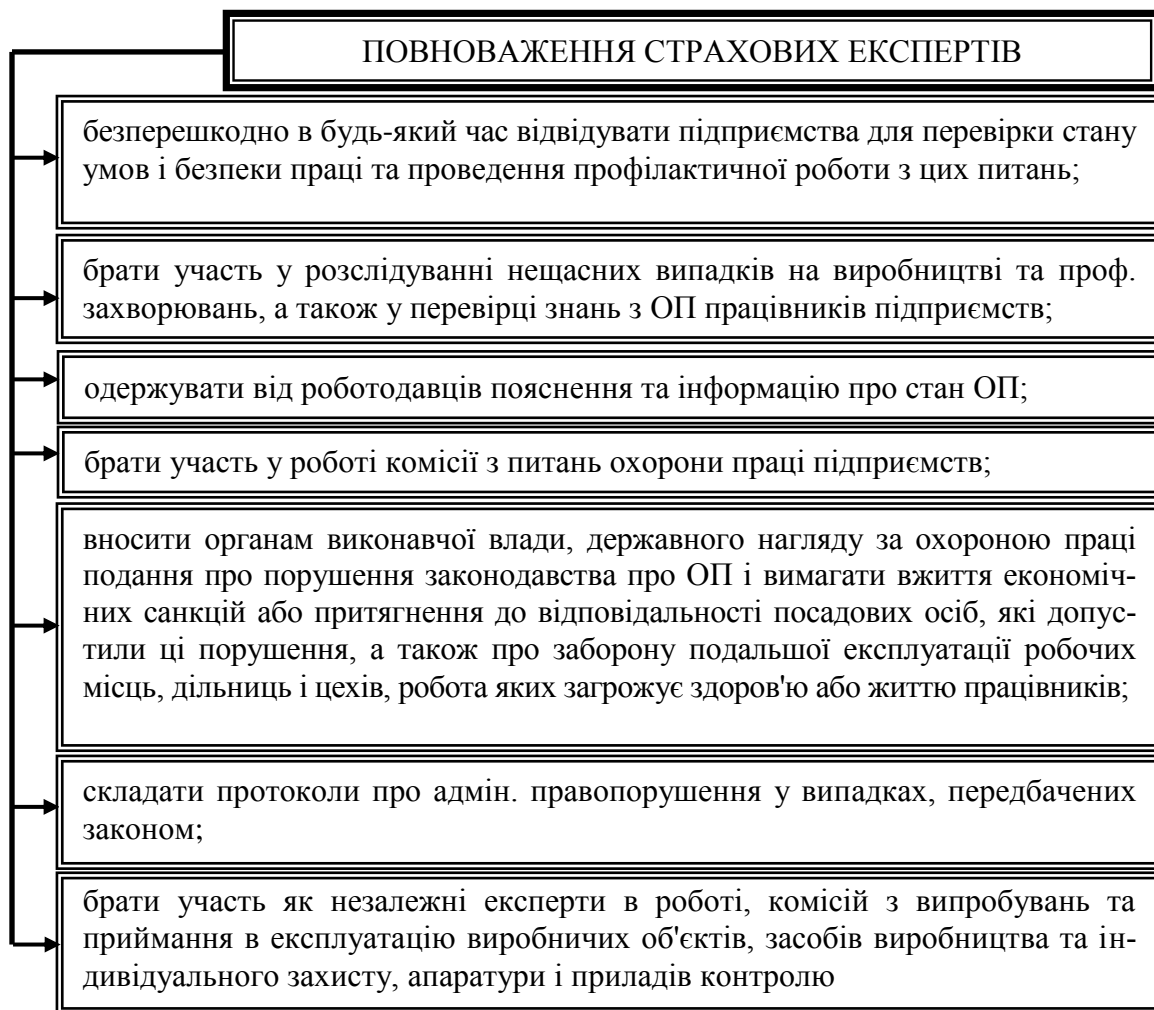 ПОВНОВАЖЕННЯ СТРАХОВИХ ЕКСПЕРТІВ
безперешкодно в будь-який час відвідувати підприємства для перевірки стану
умов і безпеки праці та проведення профілактичної роботи з цих питань;
брати участь у розслідуванні нещасних випадків на виробництві та проф.
захворювань, а також у перевірці знань з ОП працівників підприємств;
одержувати від роботодавців пояснення та інформацію про стан ОП;
брати участь у роботі комісії з питань охорони праці підприємств;
вносити органам виконавчої влади, державного нагляду за охороною праці
подання про порушення законодавства про ОП і вимагати вжиття економіч-
них санкцій або притягнення до відповідальності посадових осіб, які допус-
тили ці порушення, а також про заборону подальшої експлуатації робочих
місць, дільниць і цехів, робота яких загрожує здоров'ю або життю працівників;
складати протоколи про адмін. правопорушення у випадках, передбачених
законом;
брати участь як незалежні експерти в роботі, комісій з випробувань та
приймання в експлуатацію виробничих об'єктів, засобів виробництва та ін-
дивідуального захисту, апаратури і приладів контролю